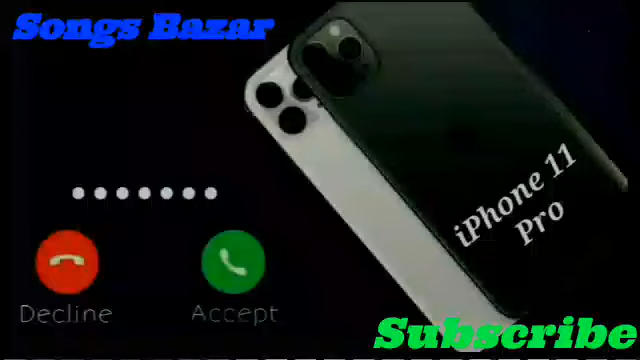 Songs Bazar
iPhone 11
Pro
Decline
Accept
Subscribe